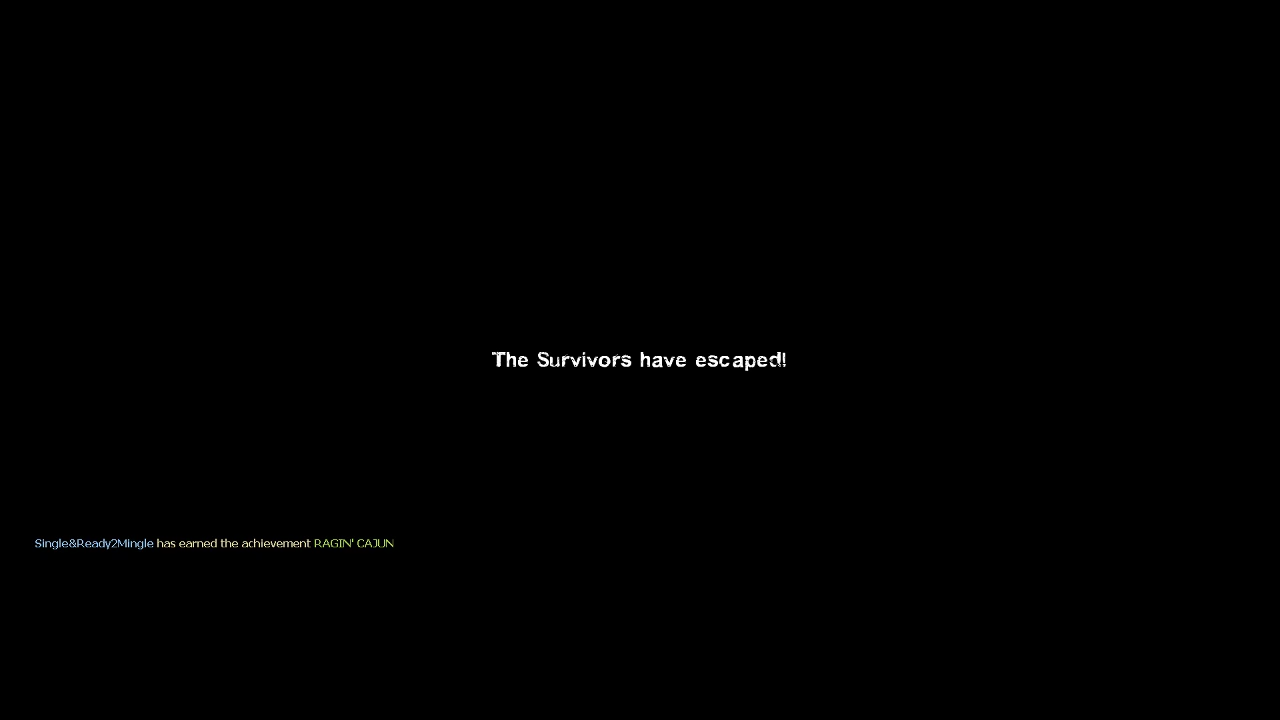 The Survivors have escaped!
Single&Ready2Mingle has earned the achievement RAGIN' CAJUN